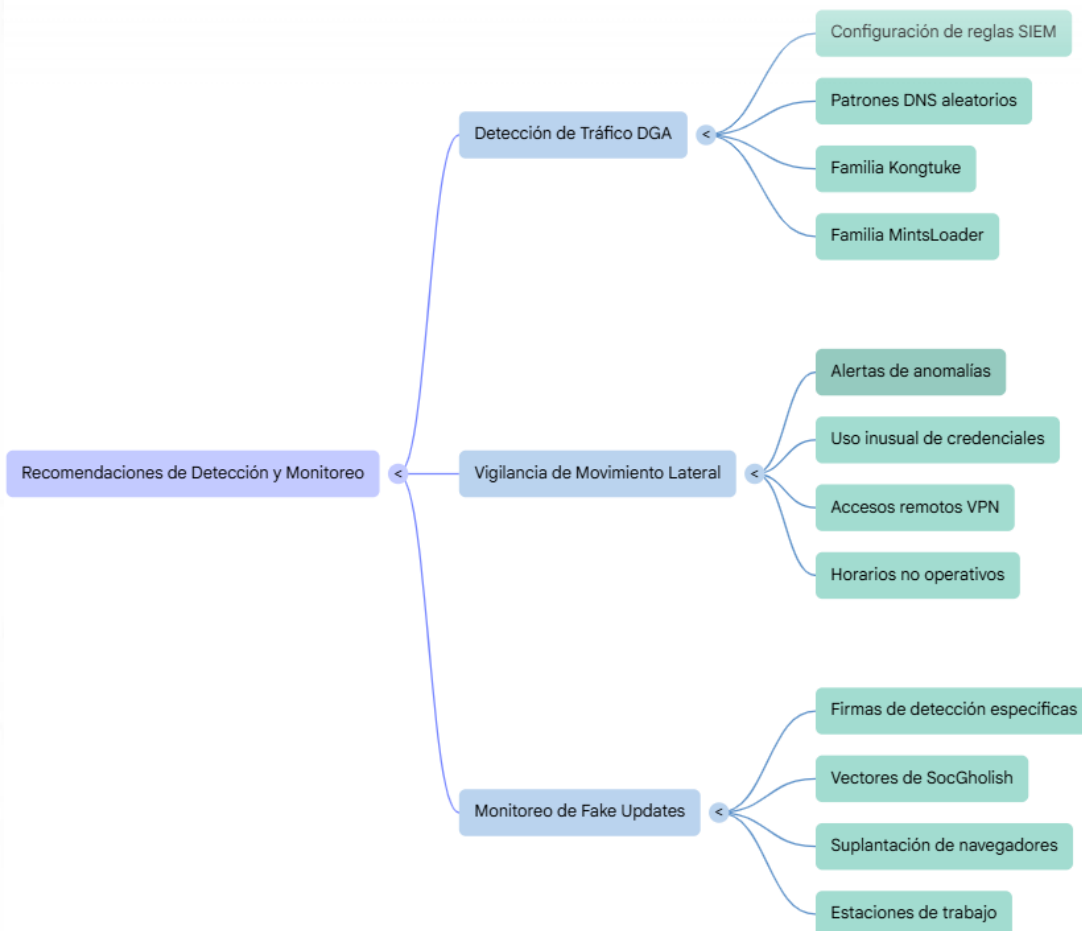 Recomendaciones de Detección y Monitoreo
<
Detección de Tráfico DGA
<
Configuración de reglas SIEM
Patrones DNS aleatorios
Familia Kongtuke
Familia MintsLoader
Vigilancia de Movimiento Lateral
<
Alertas de anomalías
Uso inusual de credenciales
Accesos remotos VPN
Horarios no operativos
Monitoreo de Fake Updates
<
Firmas de detección específicas
Vectores de SocGholish
Suplantación de navegadores
Estaciones de trabajo